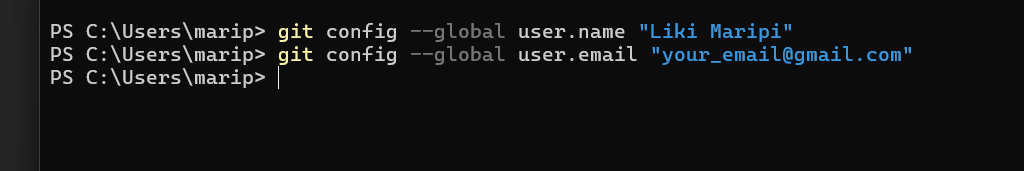 PS C:\Users\marip> git config --global user.name "Liki Maripi"
PS C:\Users\marip> git config --global user.email "your_email@gmail.com"
PS C:\Users\marip>